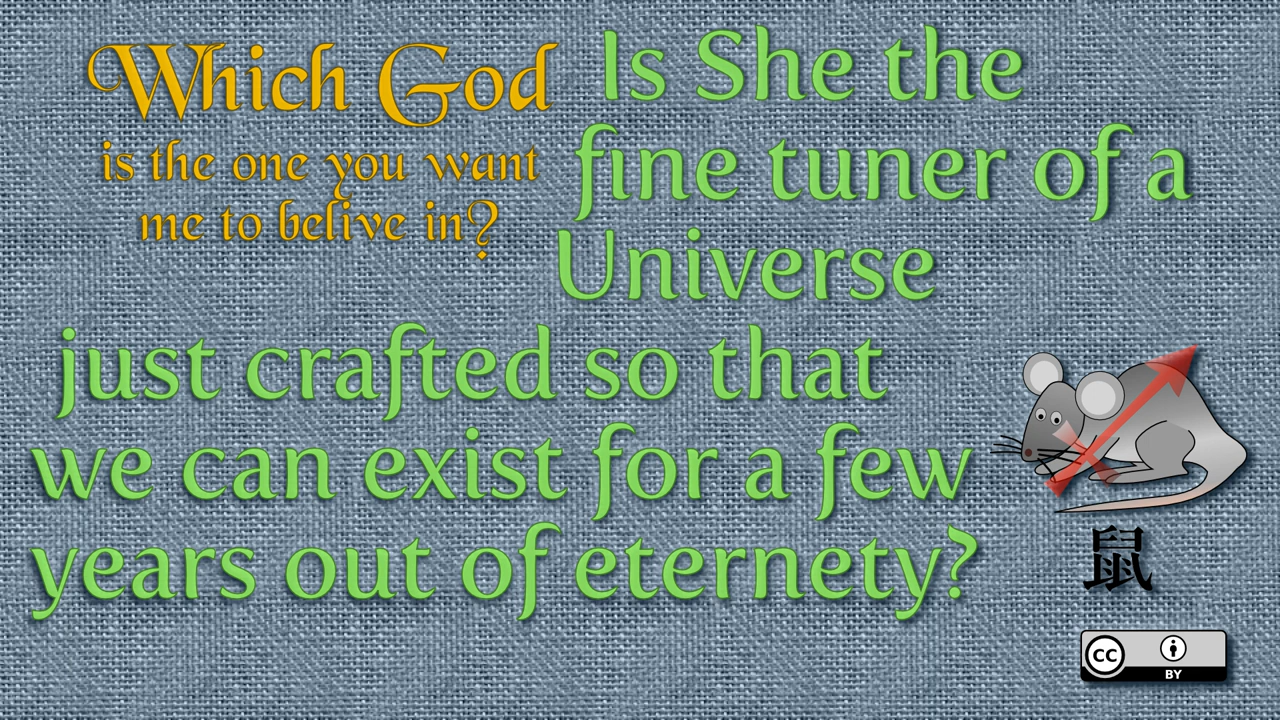 Which God
is the one you want
me to belive in?
Is She the
fine tuner of a
Universe
just crafted so that
we can exist for a few
years out of eternety?
鼠
CC
BY